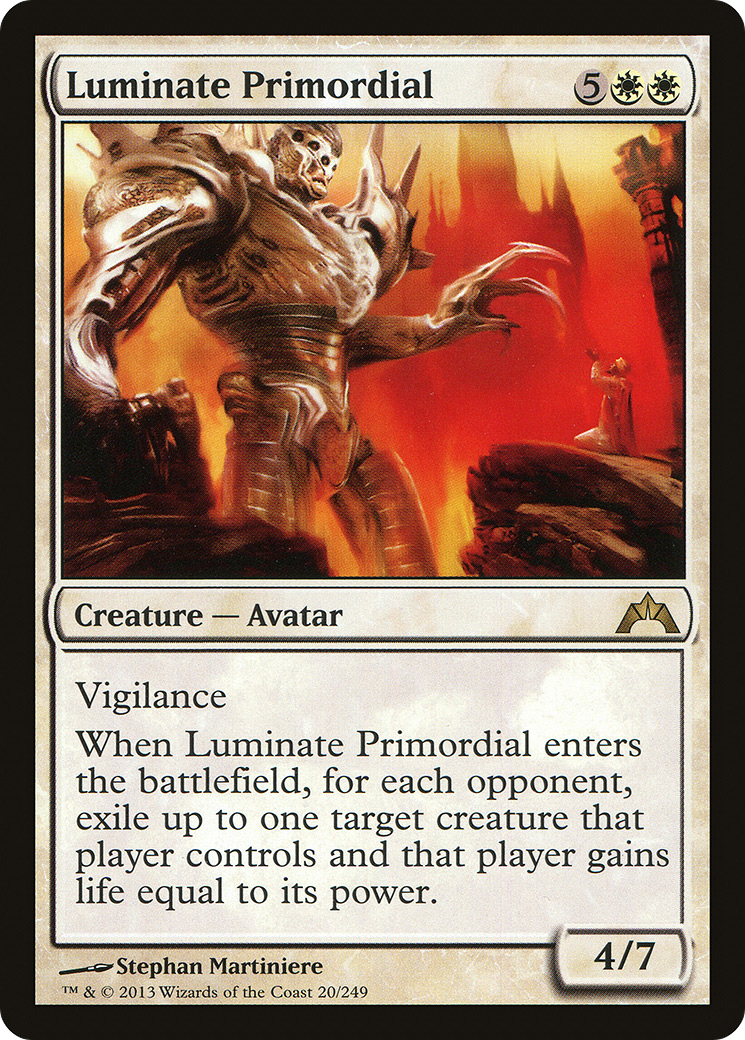 Luminate Primordial 5
Creature — Avatar
Vigilance
When Luminate Primordial enters
the battlefield, for each opponent,
exile up to one target creature that
player controls and that player gains
life equal to its power.
4/7
Stephan Martiniere
™ & © 2013 Wizards of the Coast 20/249